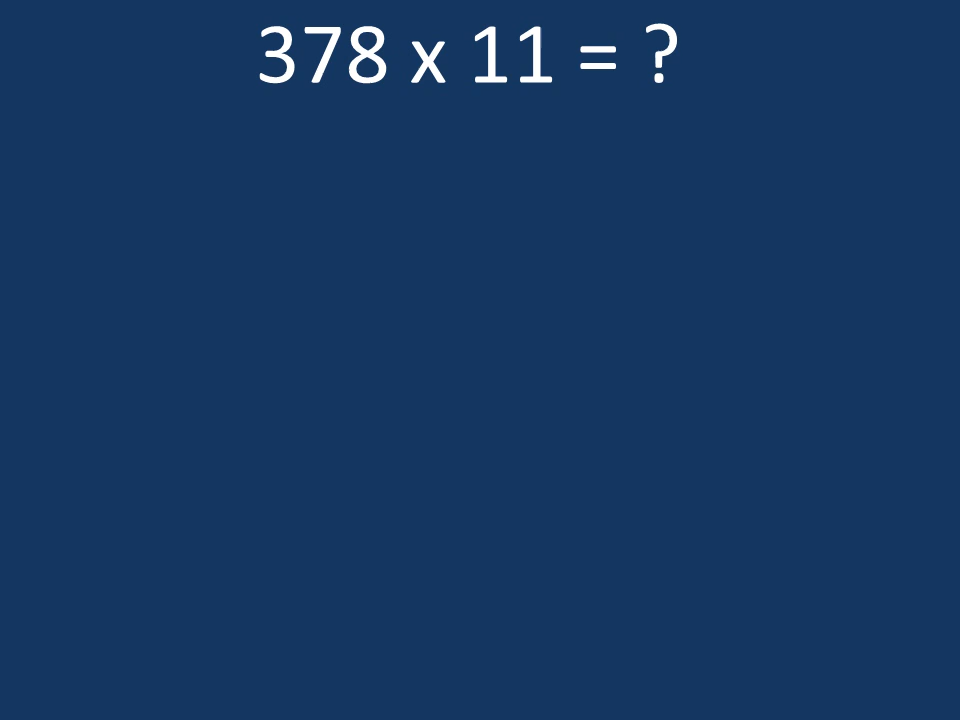 378 x 11 = ?